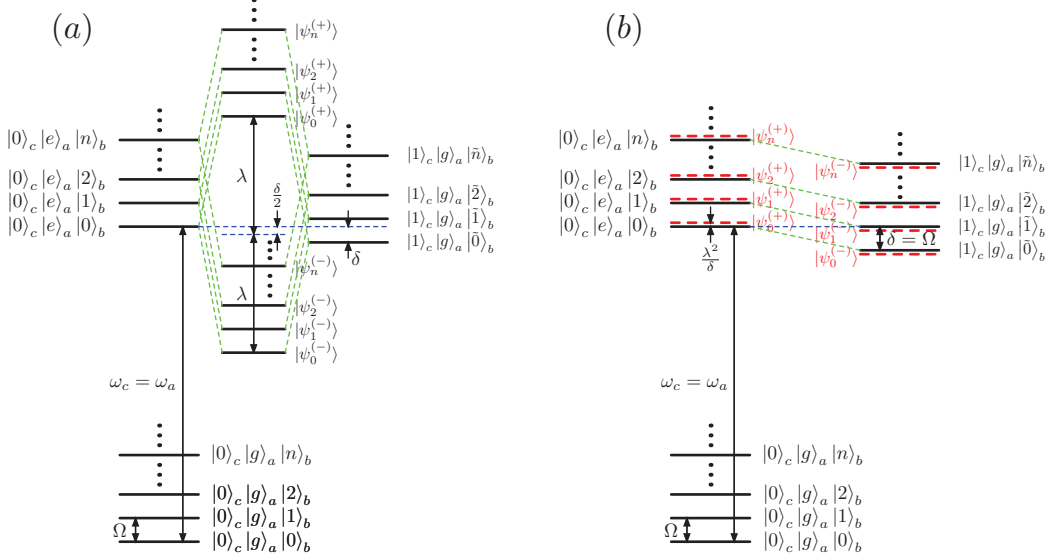 (a)
|ψ_n^{(+)}⟩
|ψ_2^{(+)}⟩
|ψ_1^{(+)}⟩
|ψ_0^{(+)}⟩
|0⟩_c |e⟩_a |n⟩_b
|0⟩_c |e⟩_a |2⟩_b
|0⟩_c |e⟩_a |1⟩_b
|0⟩_c |e⟩_a |0⟩_b
λ
δ/2
λ
|1⟩_c |g⟩_a |ñ⟩_b
|1⟩_c |g⟩_a |2̃⟩_b
|1⟩_c |g⟩_a |1̃⟩_b
|1⟩_c |g⟩_a |0̃⟩_b
δ
|ψ_n^{(-)}⟩
|ψ_2^{(-)}⟩
|ψ_1^{(-)}⟩
|ψ_0^{(-)}⟩
ω_c = ω_a
|0⟩_c |g⟩_a |n⟩_b
|0⟩_c |g⟩_a |2⟩_b
|0⟩_c |g⟩_a |1⟩_b
|0⟩_c |g⟩_a |0⟩_b
Ω
(b)
|0⟩_c |e⟩_a |n⟩_b
|0⟩_c |e⟩_a |2⟩_b
|0⟩_c |e⟩_a |1⟩_b
|0⟩_c |e⟩_a |0⟩_b
|ψ_n^{(+)}⟩
|ψ_2^{(+)}⟩
|ψ_1^{(+)}⟩
|ψ_0^{(+)}⟩
λ²/δ
|ψ_n^{(-)}⟩
|ψ_2^{(-)}⟩
|ψ_1^{(-)}⟩
|ψ_0^{(-)}⟩
|1⟩_c |g⟩_a |ñ⟩_b
|1⟩_c |g⟩_a |2̃⟩_b
|1⟩_c |g⟩_a |1̃⟩_b
|1⟩_c |g⟩_a |0̃⟩_b
δ = Ω
ω_c = ω_a
|0⟩_c |g⟩_a |n⟩_b
|0⟩_c |g⟩_a |2⟩_b
|0⟩_c |g⟩_a |1⟩_b
|0⟩_c |g⟩_a |0⟩_b
Ω